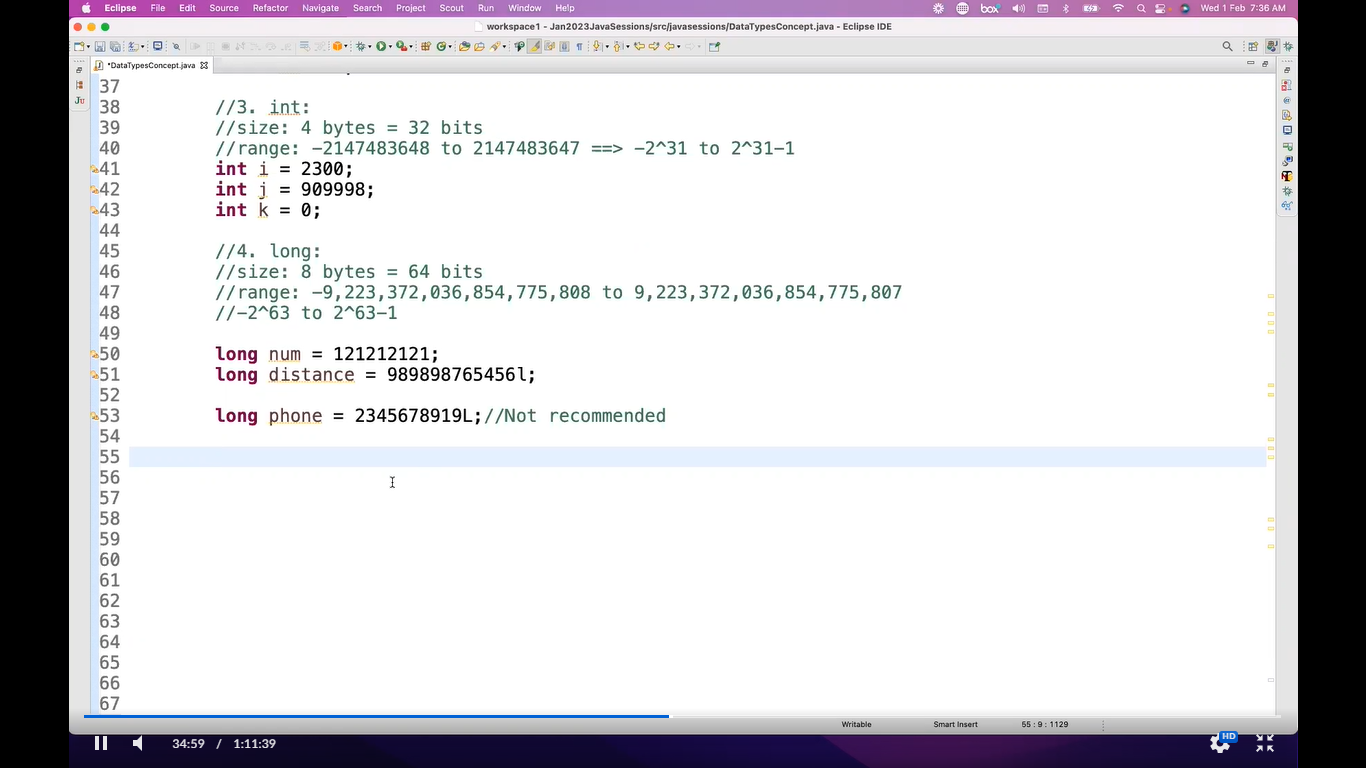 Eclipse File Edit Source Refactor Navigate Search Project Scout Run Window Help box Wed 1 Feb 7:36 AM
workspace1 - Jan2023JavaSessions/src/javasessions/DataTypesConcept.java - Eclipse IDE
*DataTypesConcept.java
Ju
37
38 //3. int:
39 //size: 4 bytes = 32 bits
40 //range: -2147483648 to 2147483647 ==> -2^31 to 2^31-1
41 int i = 2300;
42 int j = 909998;
43 int k = 0;
44
45 //4. long:
46 //size: 8 bytes = 64 bits
47 //range: -9,223,372,036,854,775,808 to 9,223,372,036,854,775,807
48 //-2^63 to 2^63-1
49
50 long num = 121212121;
51 long distance = 989898765456l;
52
53 long phone = 2345678919L;//Not recommended
54
55
56
57
58
59
60
61
62
63
64
65
66
67
Writable Smart Insert 55 : 9 : 1129
34:59 / 1:11:39 HD